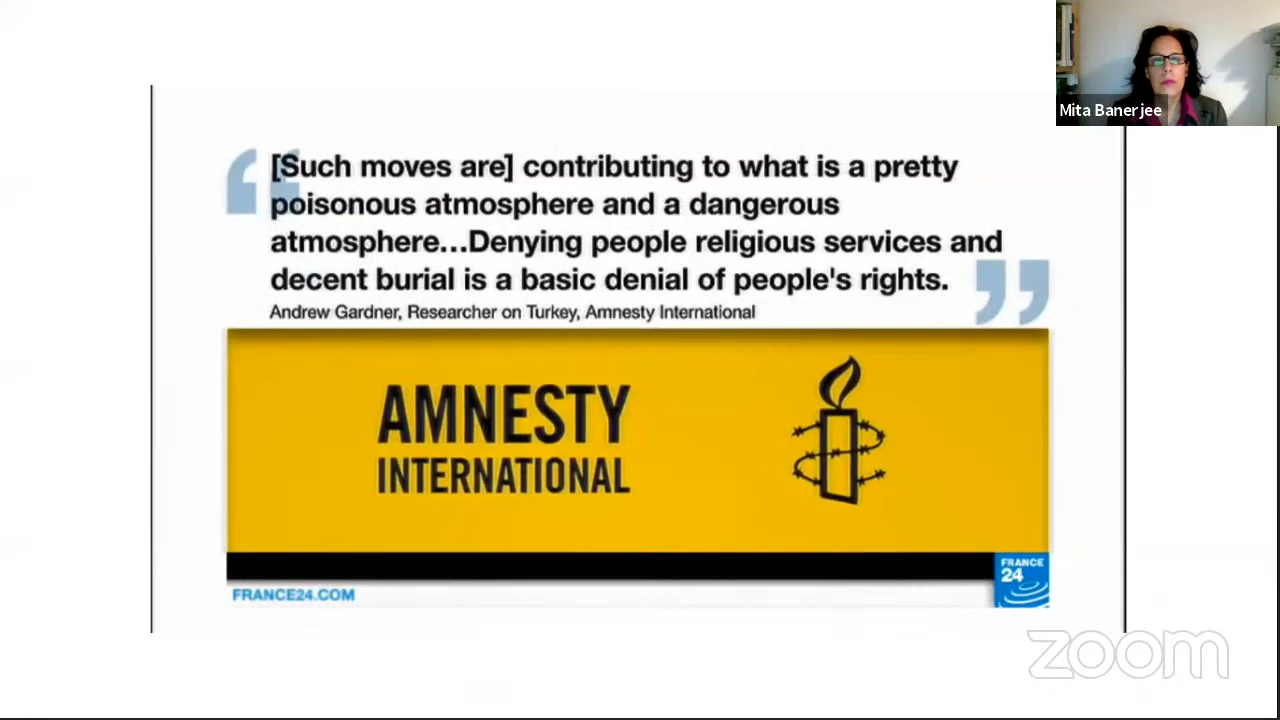 Mita Banerjee
[Such moves are] contributing to what is a pretty
poisonous atmosphere and a dangerous
atmosphere...Denying people religious services and
decent burial is a basic denial of people's rights.
Andrew Gardner, Researcher on Turkey, Amnesty International
AMNESTY
INTERNATIONAL
FRANCE
24
FRANCE24.COM
zoom